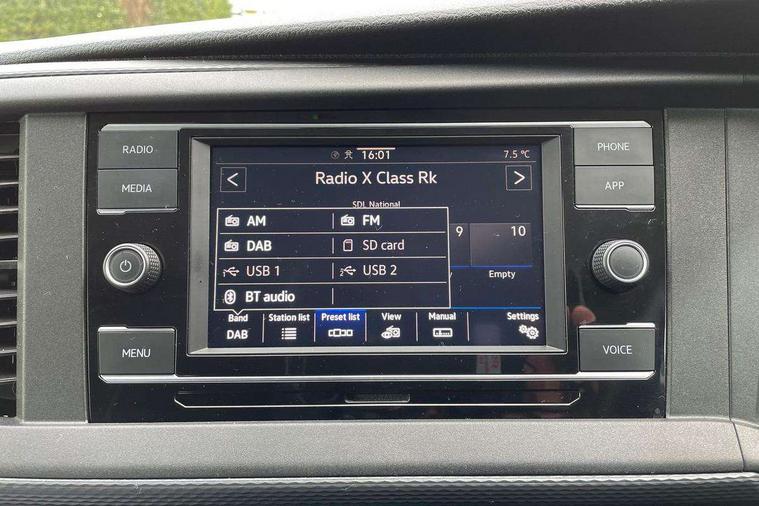 RADIO
MEDIA
MENU
16:01
7.5 °C
<
Radio X Class Rk
>
SDL National
AM
FM
DAB
SD card
1 USB 1
2 USB 2
BT audio
9
10
Empty
Band
DAB
Station list
Preset list
View
Manual
Settings
PHONE
APP
VOICE